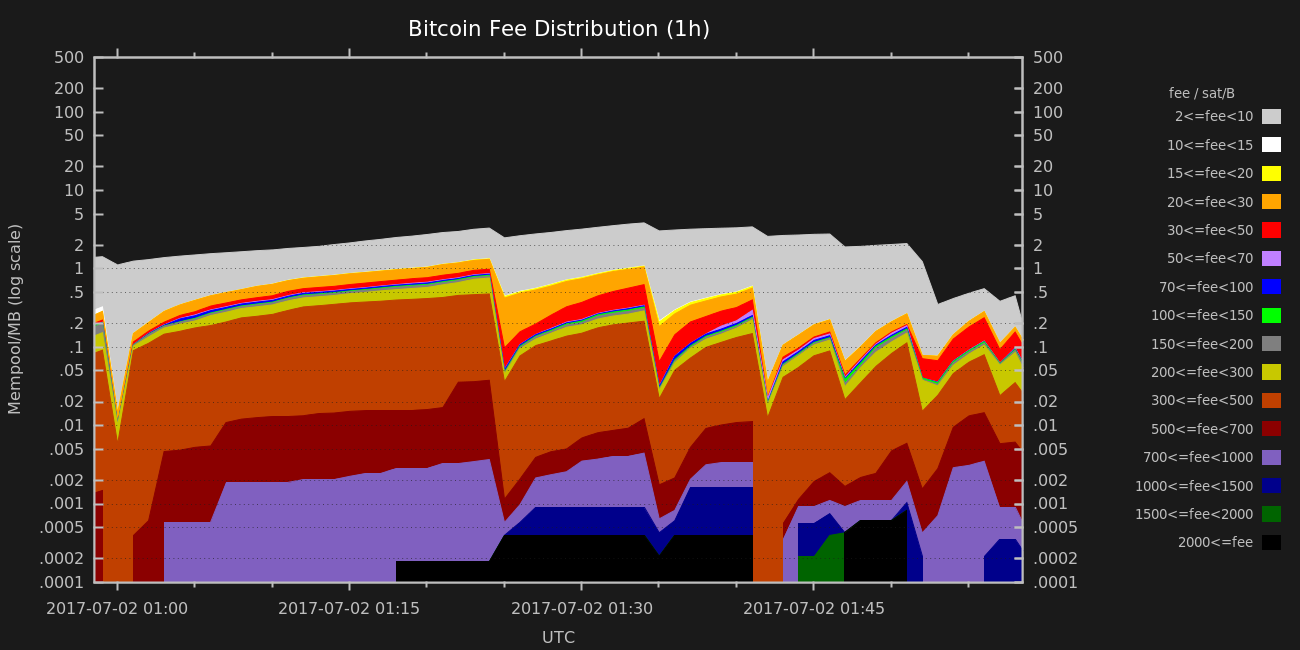 Bitcoin Fee Distribution (1h)
Mempool/MB (log scale)
500
200
100
50
20
10
5
2
1
.5
.2
.1
.05
.02
.01
.005
.002
.001
.0005
.0002
.0001
500
200
100
50
20
10
5
2
1
.5
.2
.1
.05
.02
.01
.005
.002
.001
.0005
.0002
.0001
2017-07-02 01:00
2017-07-02 01:15
2017-07-02 01:30
2017-07-02 01:45
UTC
fee / sat/B
2<=fee<10
10<=fee<15
15<=fee<20
20<=fee<30
30<=fee<50
50<=fee<70
70<=fee<100
100<=fee<150
150<=fee<200
200<=fee<300
300<=fee<500
500<=fee<700
700<=fee<1000
1000<=fee<1500
1500<=fee<2000
2000<=fee